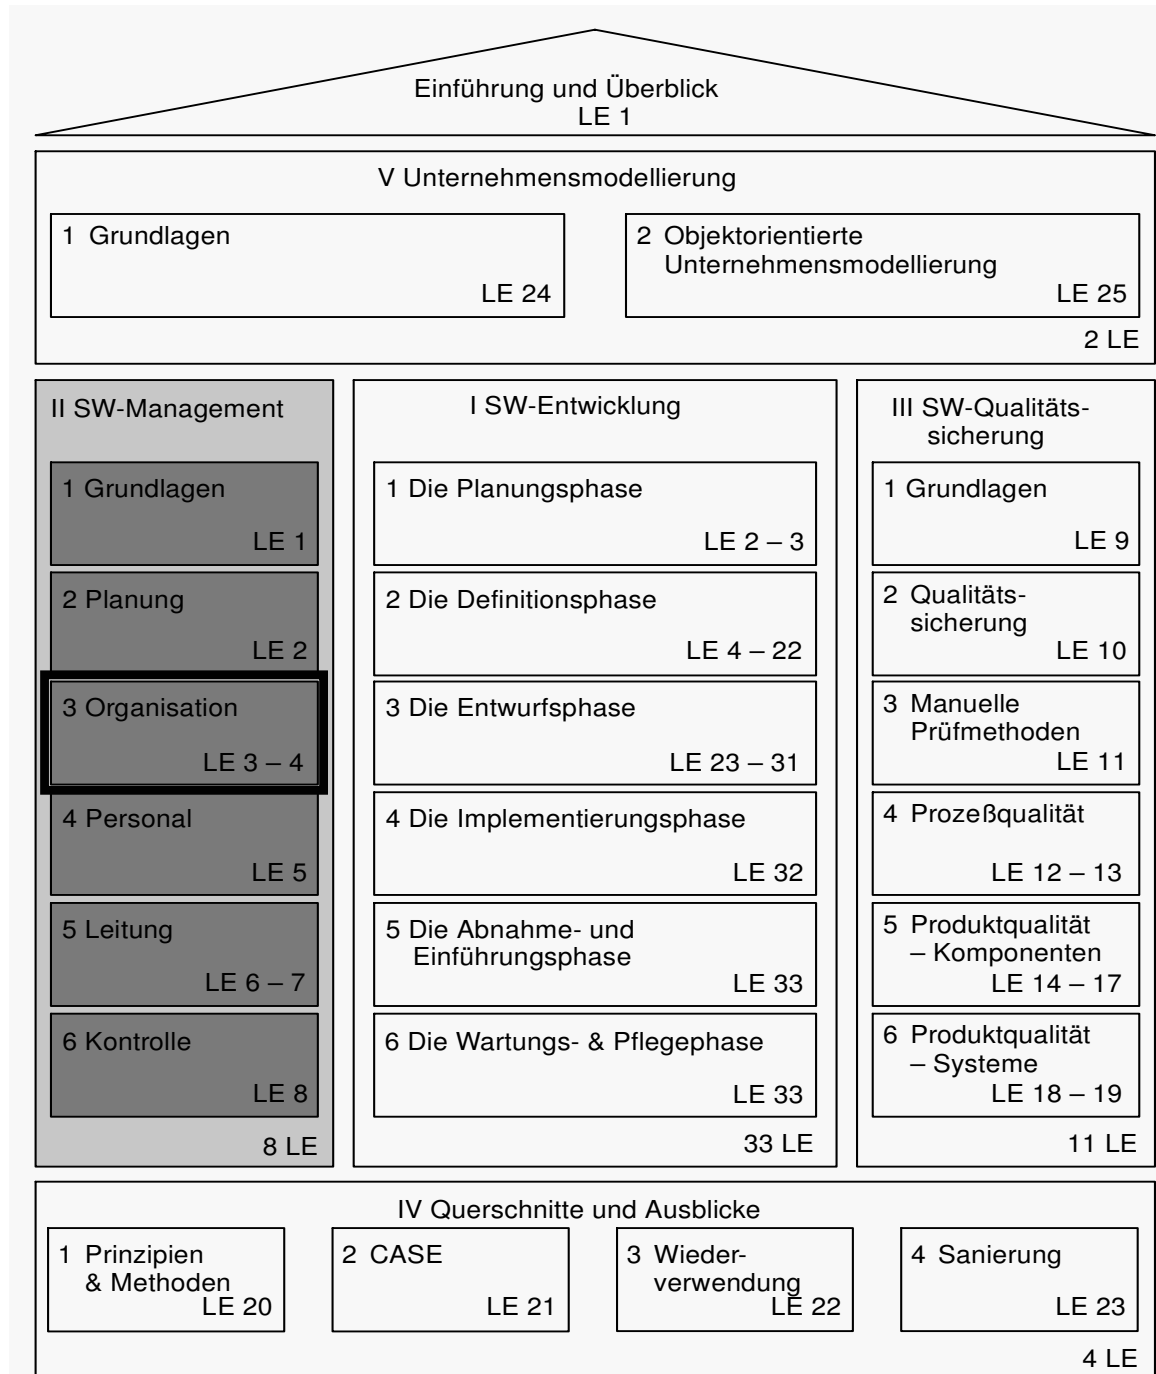 Einführung und Überblick
LE 1
V Unternehmensmodellierung
1 Grundlagen
LE 24
2 Objektorientierte
Unternehmensmodellierung
LE 25
2 LE
II SW-Management
1 Grundlagen
LE 1
2 Planung
LE 2
3 Organisation
LE 3 – 4
4 Personal
LE 5
5 Leitung
LE 6 – 7
6 Kontrolle
LE 8
8 LE
I SW-Entwicklung
1 Die Planungsphase
LE 2 – 3
2 Die Definitionsphase
LE 4 – 22
3 Die Entwurfsphase
LE 23 – 31
4 Die Implementierungsphase
LE 32
5 Die Abnahme- und
Einführungsphase
LE 33
6 Die Wartungs- & Pflegephase
LE 33
33 LE
III SW-Qualitäts-
sicherung
1 Grundlagen
LE 9
2 Qualitäts-
sicherung
LE 10
3 Manuelle
Prüfmethoden
LE 11
4 Prozeßqualität
LE 12 – 13
5 Produktqualität
– Komponenten
LE 14 – 17
6 Produktqualität
– Systeme
LE 18 – 19
11 LE
IV Querschnitte und Ausblicke
1 Prinzipien
& Methoden
LE 20
2 CASE
LE 21
3 Wieder-
verwendung
LE 22
4 Sanierung
LE 23
4 LE